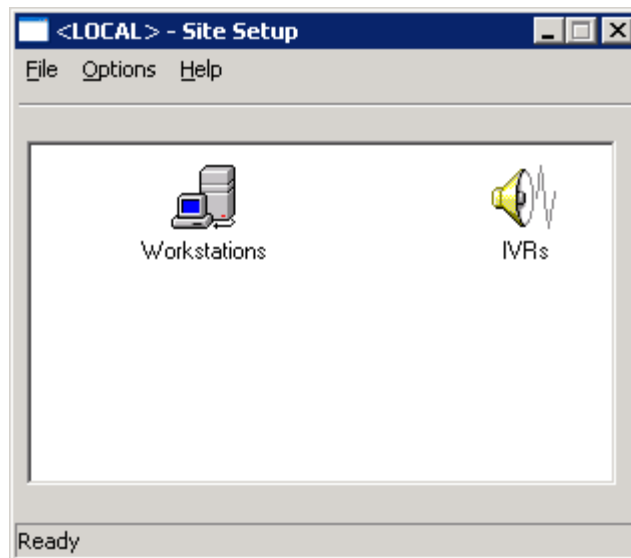 <LOCAL> - Site Setup
File Options Help
Workstations IVRs
Ready